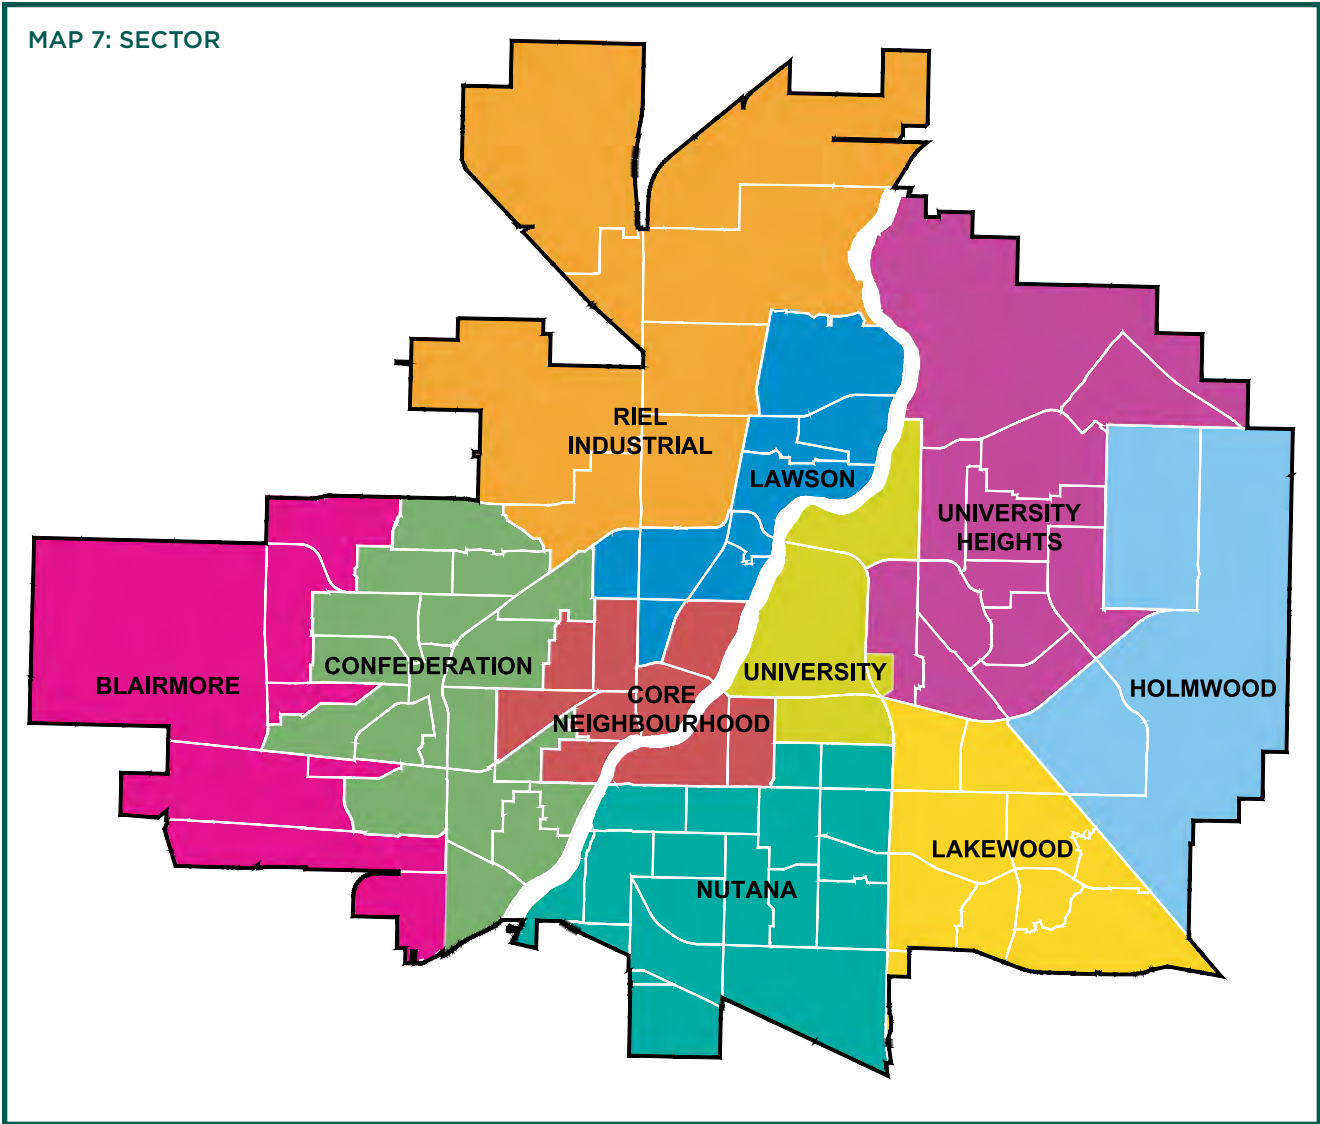 MAP 7: SECTOR
RIEL
INDUSTRIAL
LAWSON
UNIVERSITY
HEIGHTS
CONFEDERATION
BLAIRMORE
UNIVERSITY
HOLMWOOD
CORE
NEIGHBOURHOOD
LAKEWOOD
NUTANA